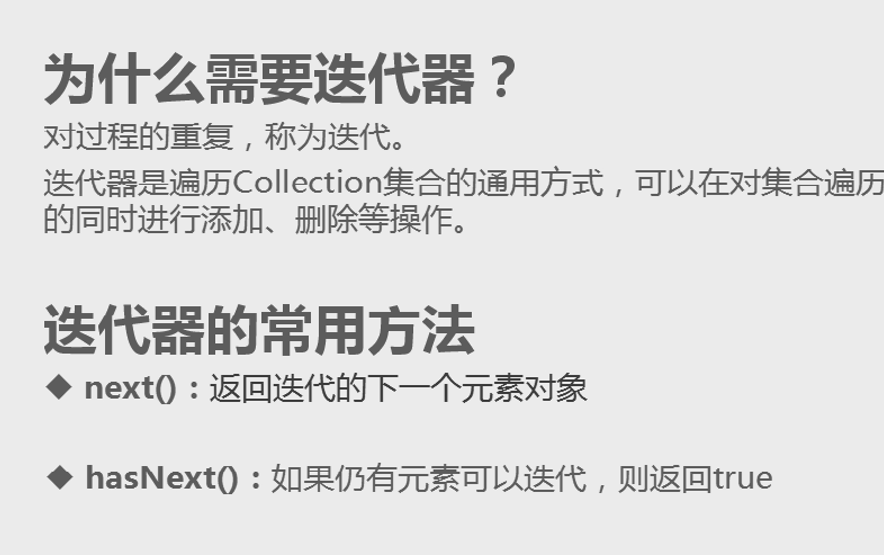 为什么需要迭代器？
对过程的重复，称为迭代。
迭代器是遍历Collection集合的通用方式，可以在对集合遍历
的同时进行添加、删除等操作。
迭代器的常用方法
◆ next()：返回迭代的下一个元素对象
◆ hasNext()：如果仍有元素可以迭代，则返回true